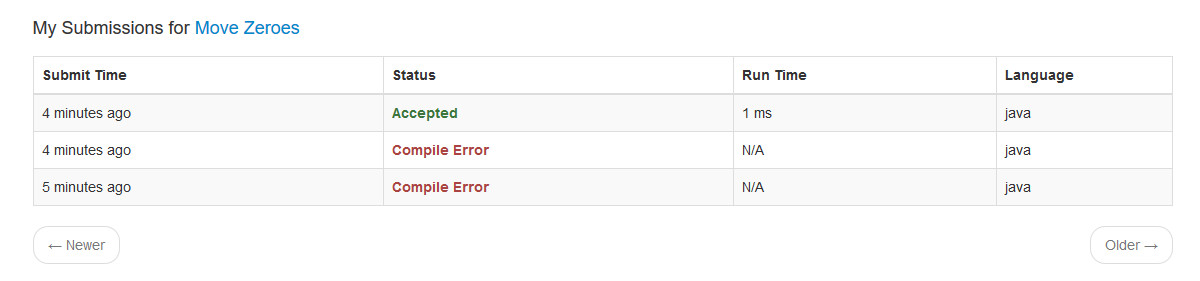 My Submissions for Move Zeroes
Submit Time Status Run Time Language
4 minutes ago Accepted 1 ms java
4 minutes ago Compile Error N/A java
5 minutes ago Compile Error N/A java
← Newer Older →